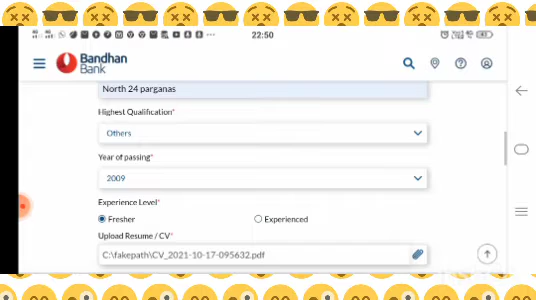 22:50
Bandhan
Bank
North 24 parganas
Highest Qualification*
Others
Year of passing*
2009
Experience Level*
Fresher Experienced
Upload Resume / CV*
C:\fakepath\CV_2021-10-17-095632.pdf